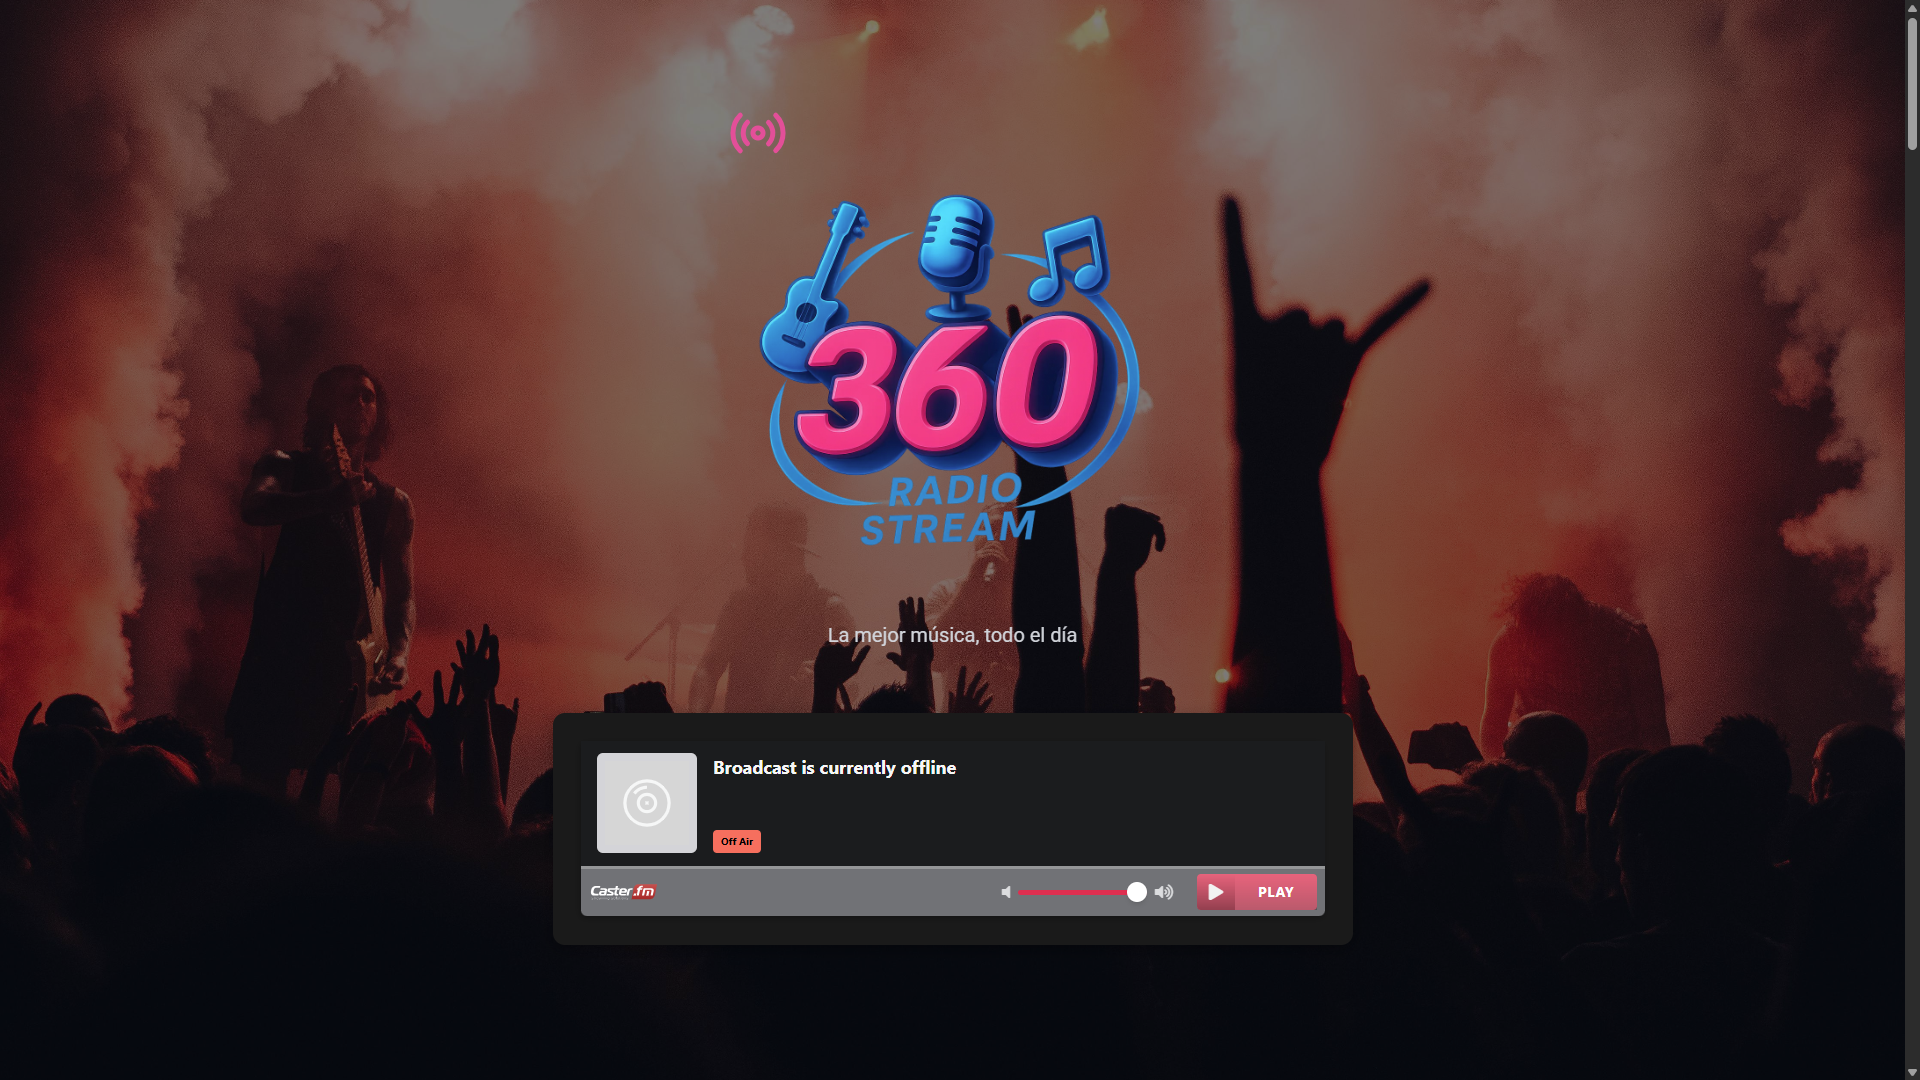 360
RADIO
STREAM
La mejor música, todo el día
Broadcast is currently offline
Off Air
Caster.fm
PLAY